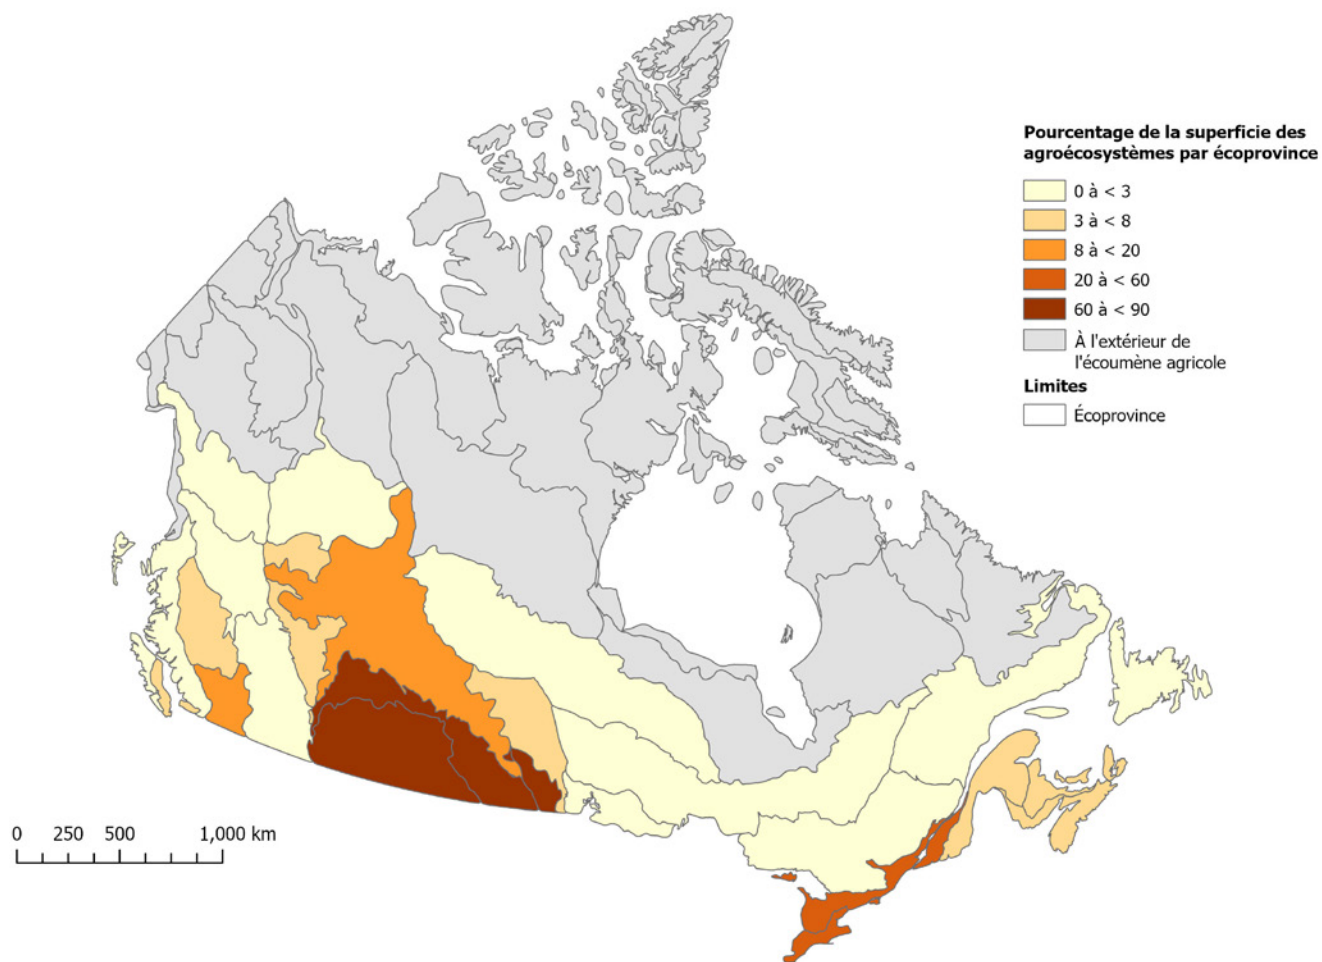 Pourcentage de la superficie des
agroécosystèmes par écoprovince
0 à < 3
3 à < 8
8 à < 20
20 à < 60
60 à < 90
À l'extérieur de
l'écoumène agricole
Limites
Écoprovince
0 250 500 1,000 km